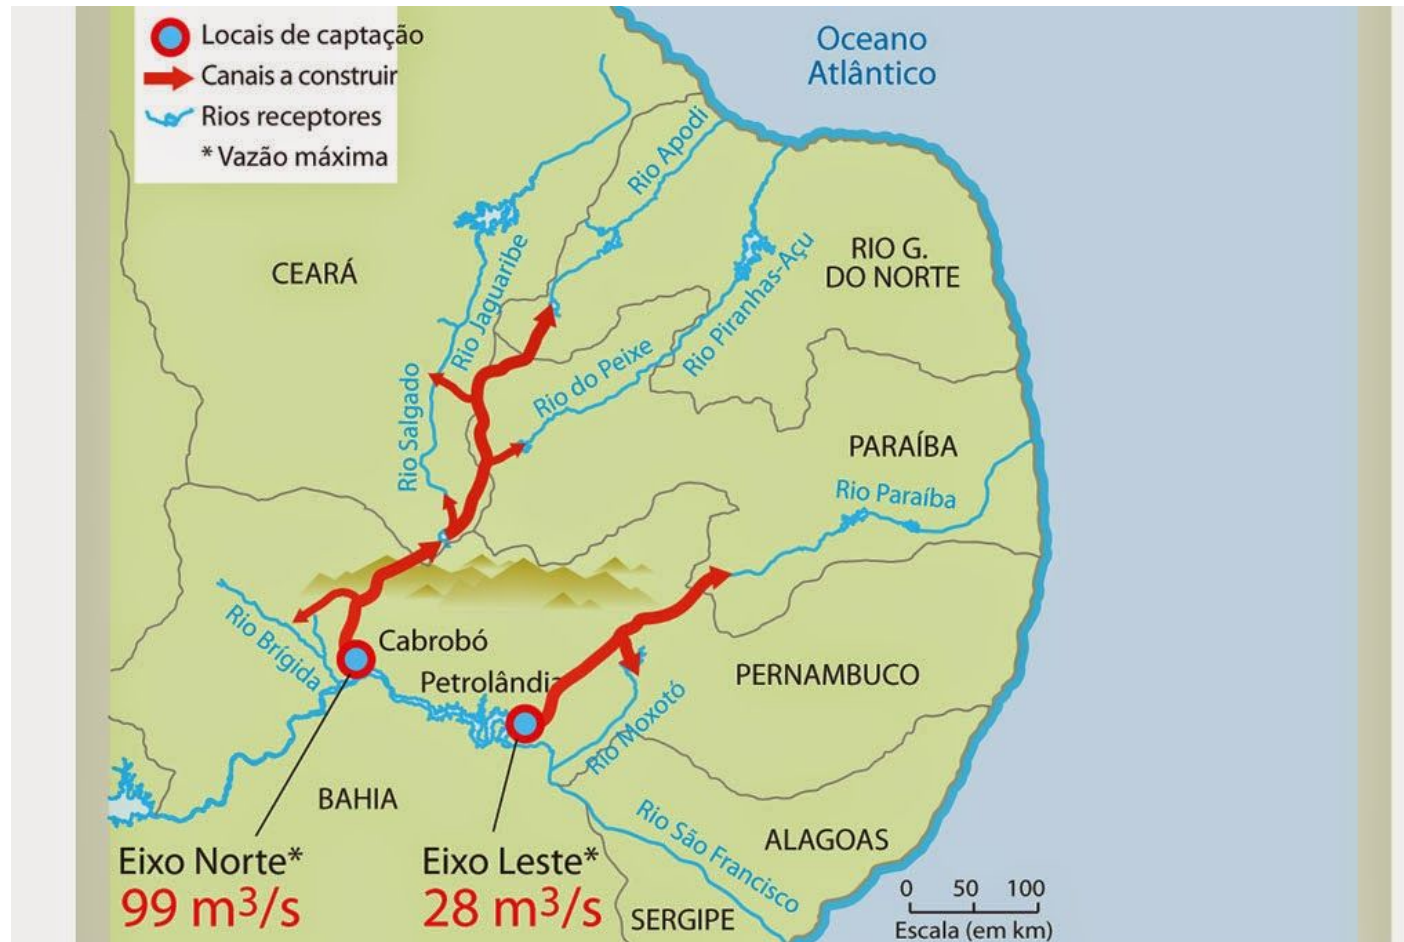 Locais de captação
Canais a construir
Rios receptores
* Vazão máxima
Oceano
Atlântico
CEARÁ
Rio Apodi
Rio Jaguaribe
Rio Piranhas-Açu
RIO G.
DO NORTE
Rio do Peixe
Rio Salgado
PARAÍBA
Rio Paraíba
Rio Brígida
Cabrobó
Petrolândia
PERNAMBUCO
Rio Moxotó
BAHIA
Rio São Francisco
ALAGOAS
Eixo Norte*
99 m³/s
Eixo Leste*
28 m³/s
SERGIPE
0 50 100
Escala (em km)